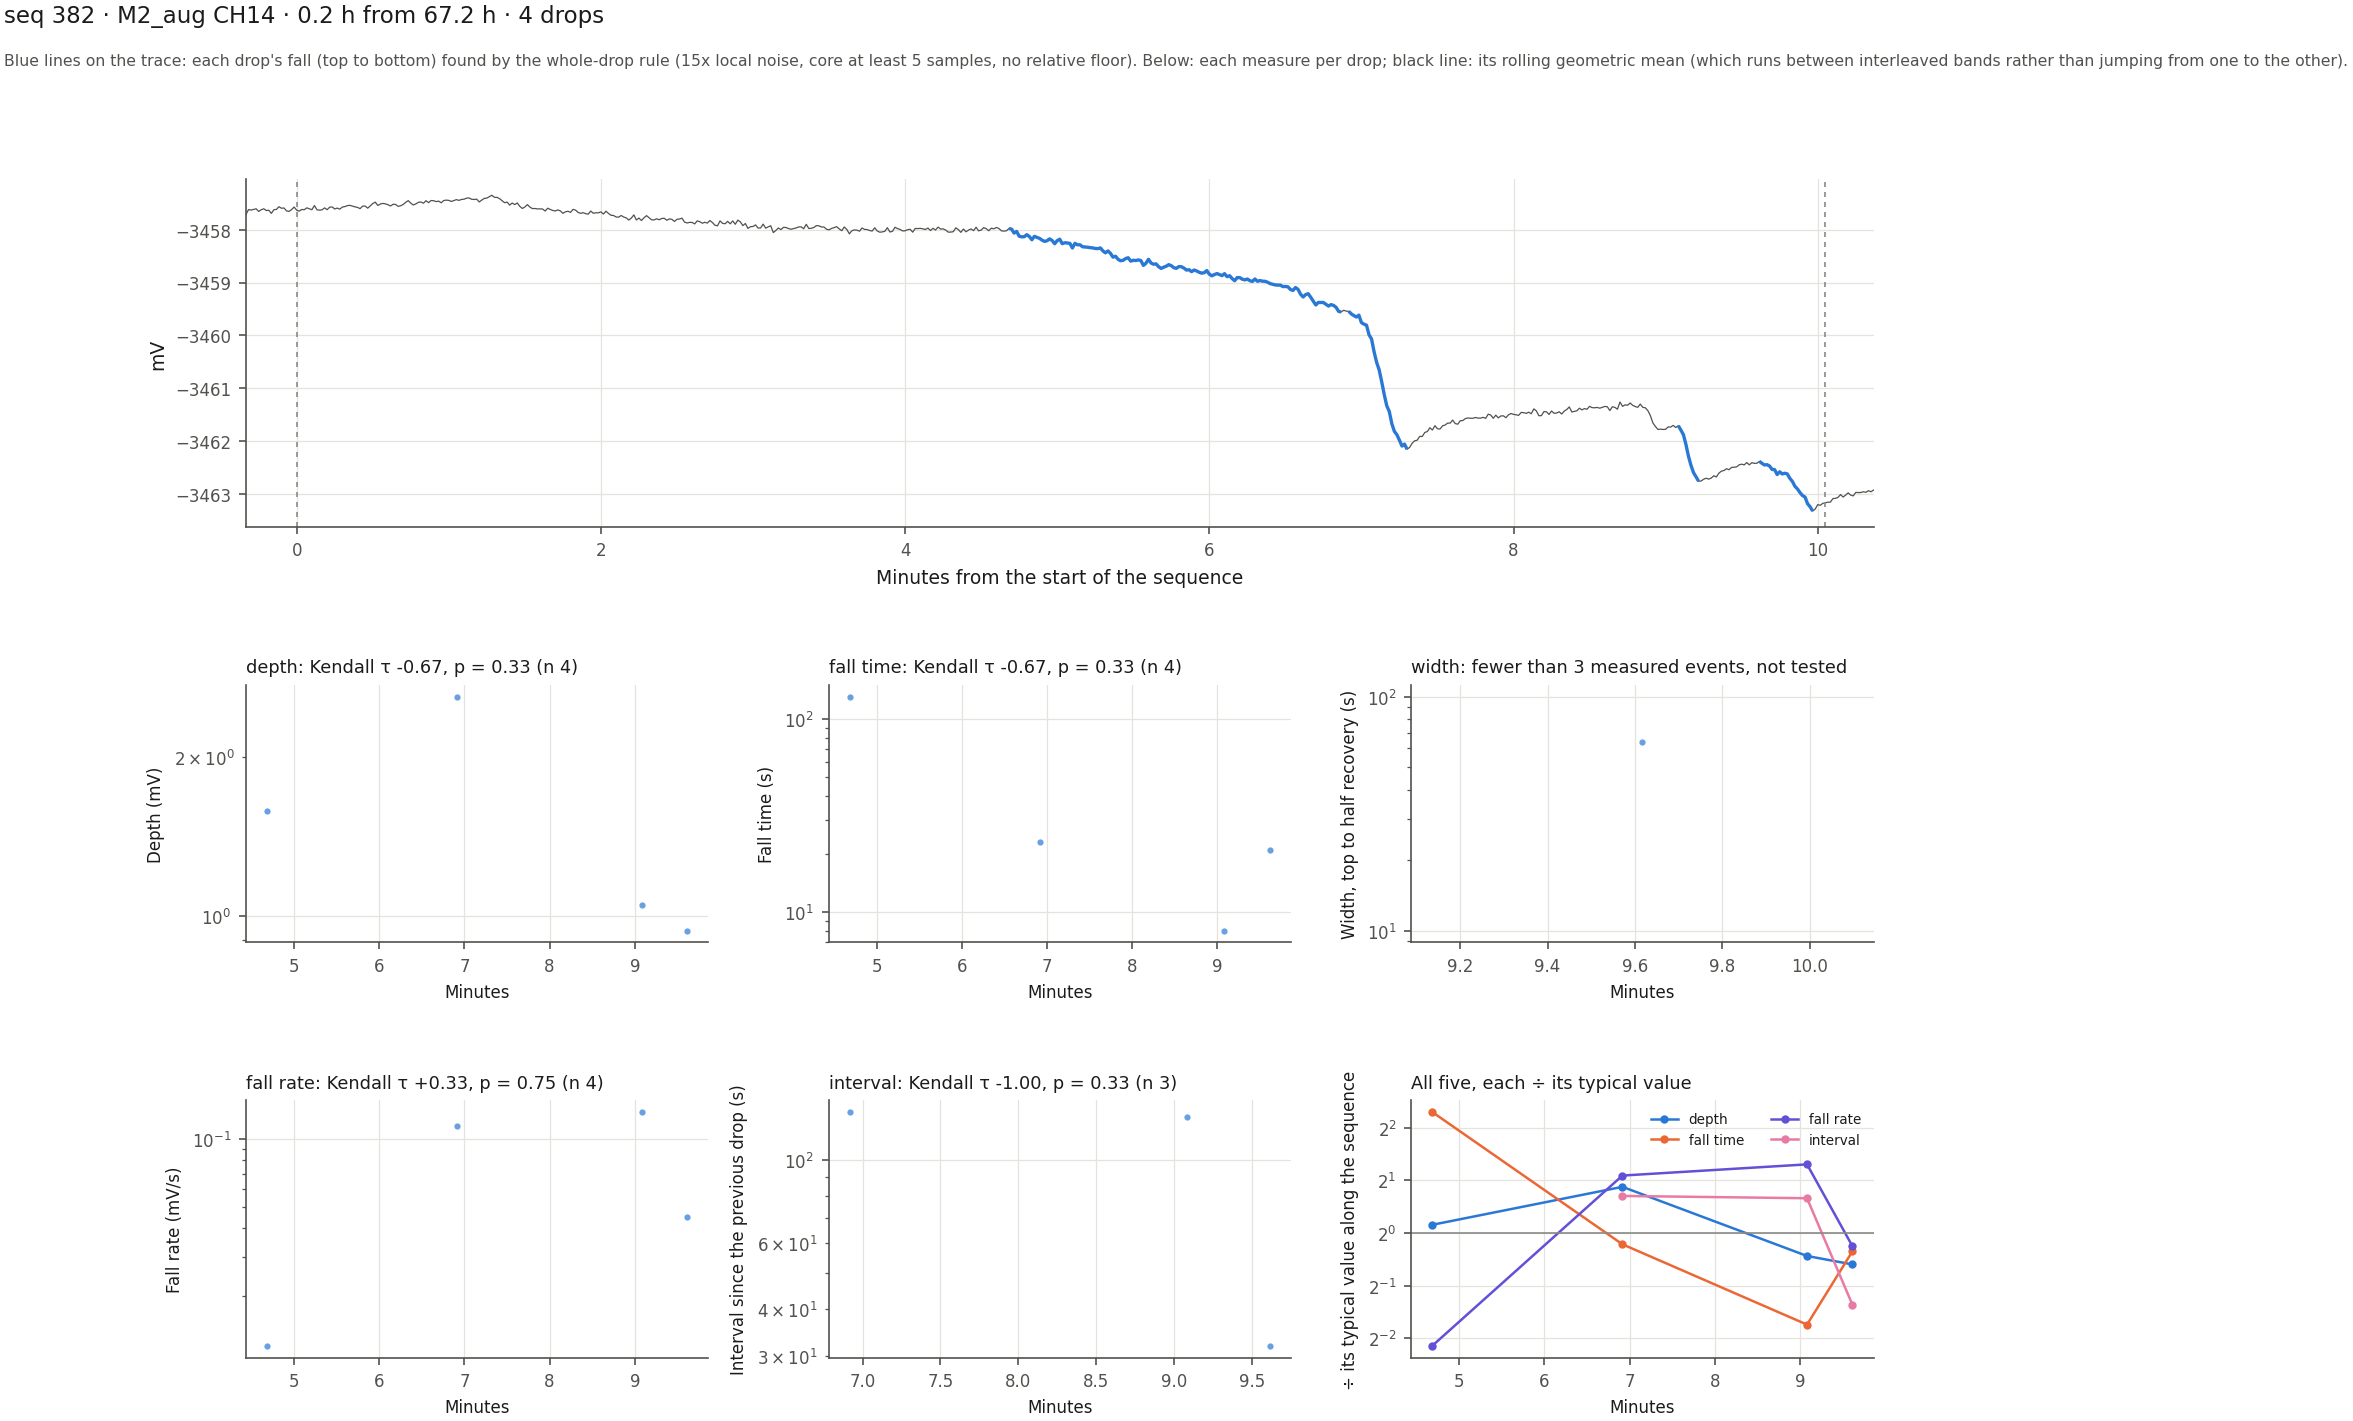 seq 382 · M2_aug CH14 · 0.2 h from 67.2 h · 4 drops
Blue lines on the trace: each drop's fall (top to bottom) found by the whole-drop rule (15x local noise, core at least 5 samples, no relative floor). Below: each measure per drop; black line: its rolling geometric mean (which runs between interleaved bands rather than jumping from one to the other).
mV
−3458
−3459
−3460
−3461
−3462
−3463
0 2 4 6 8 10
Minutes from the start of the sequence
depth: Kendall τ -0.67, p = 0.33 (n 4)
Depth (mV)
2 × 10⁰
10⁰
5 6 7 8 9
Minutes
fall time: Kendall τ -0.67, p = 0.33 (n 4)
Fall time (s)
10²
10¹
5 6 7 8 9
Minutes
width: fewer than 3 measured events, not tested
Width, top to half recovery (s)
10²
10¹
9.2 9.4 9.6 9.8 10.0
Minutes
fall rate: Kendall τ +0.33, p = 0.75 (n 4)
Fall rate (mV/s)
10⁻¹
5 6 7 8 9
Minutes
interval: Kendall τ -1.00, p = 0.33 (n 3)
Interval since the previous drop (s)
10²
6 × 10¹
4 × 10¹
3 × 10¹
7.0 7.5 8.0 8.5 9.0 9.5
Minutes
All five, each ÷ its typical value
÷ its typical value along the sequence
depth
fall time
fall rate
interval
2²
2¹
2⁰
2⁻¹
2⁻²
5 6 7 8 9
Minutes